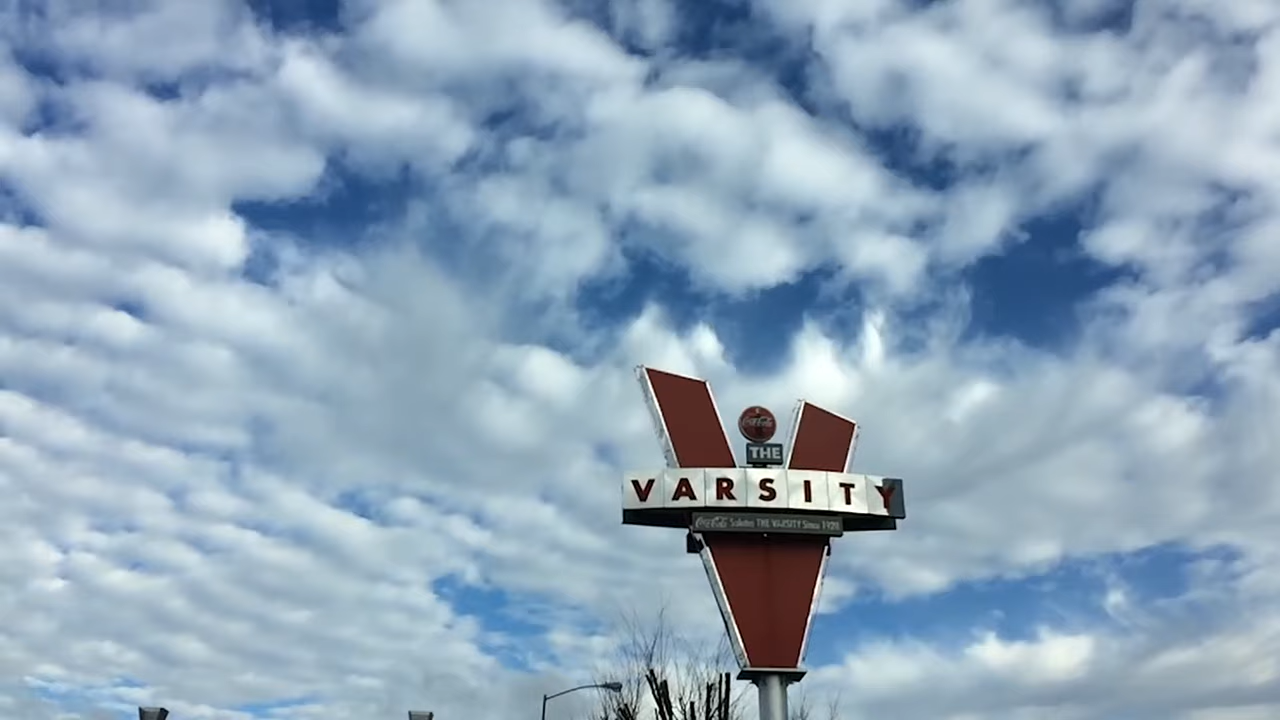 Coca-Cola
THE
VARSITY
Coca-Cola Salutes THE VARSITY Since 1928